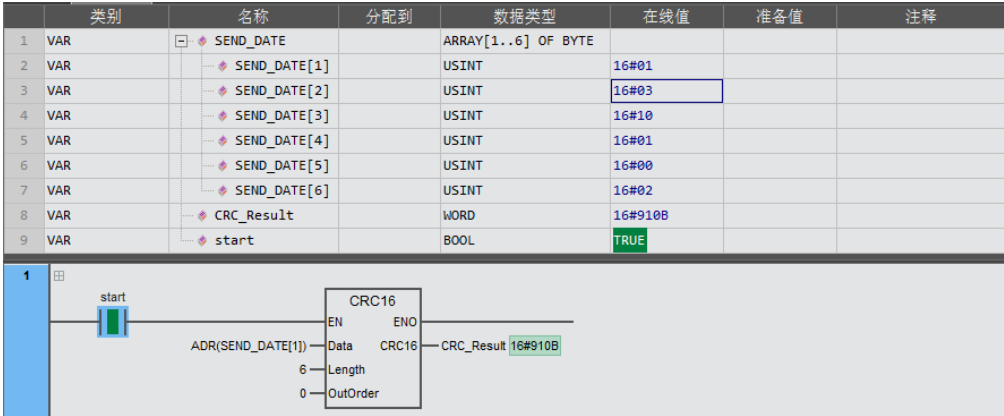 类别 名称 分配到 数据类型 在线值 准备值 注释
1 VAR SEND_DATE ARRAY[1..6] OF BYTE
2 VAR SEND_DATE[1] USINT 16#01
3 VAR SEND_DATE[2] USINT 16#03
4 VAR SEND_DATE[3] USINT 16#10
5 VAR SEND_DATE[4] USINT 16#01
6 VAR SEND_DATE[5] USINT 16#00
7 VAR SEND_DATE[6] USINT 16#02
8 VAR CRC_Result WORD 16#910B
9 VAR start BOOL TRUE
1
start
CRC16
EN ENO
ADR(SEND_DATE[1]) Data CRC16 CRC_Result 16#910B
6 Length
0 OutOrder